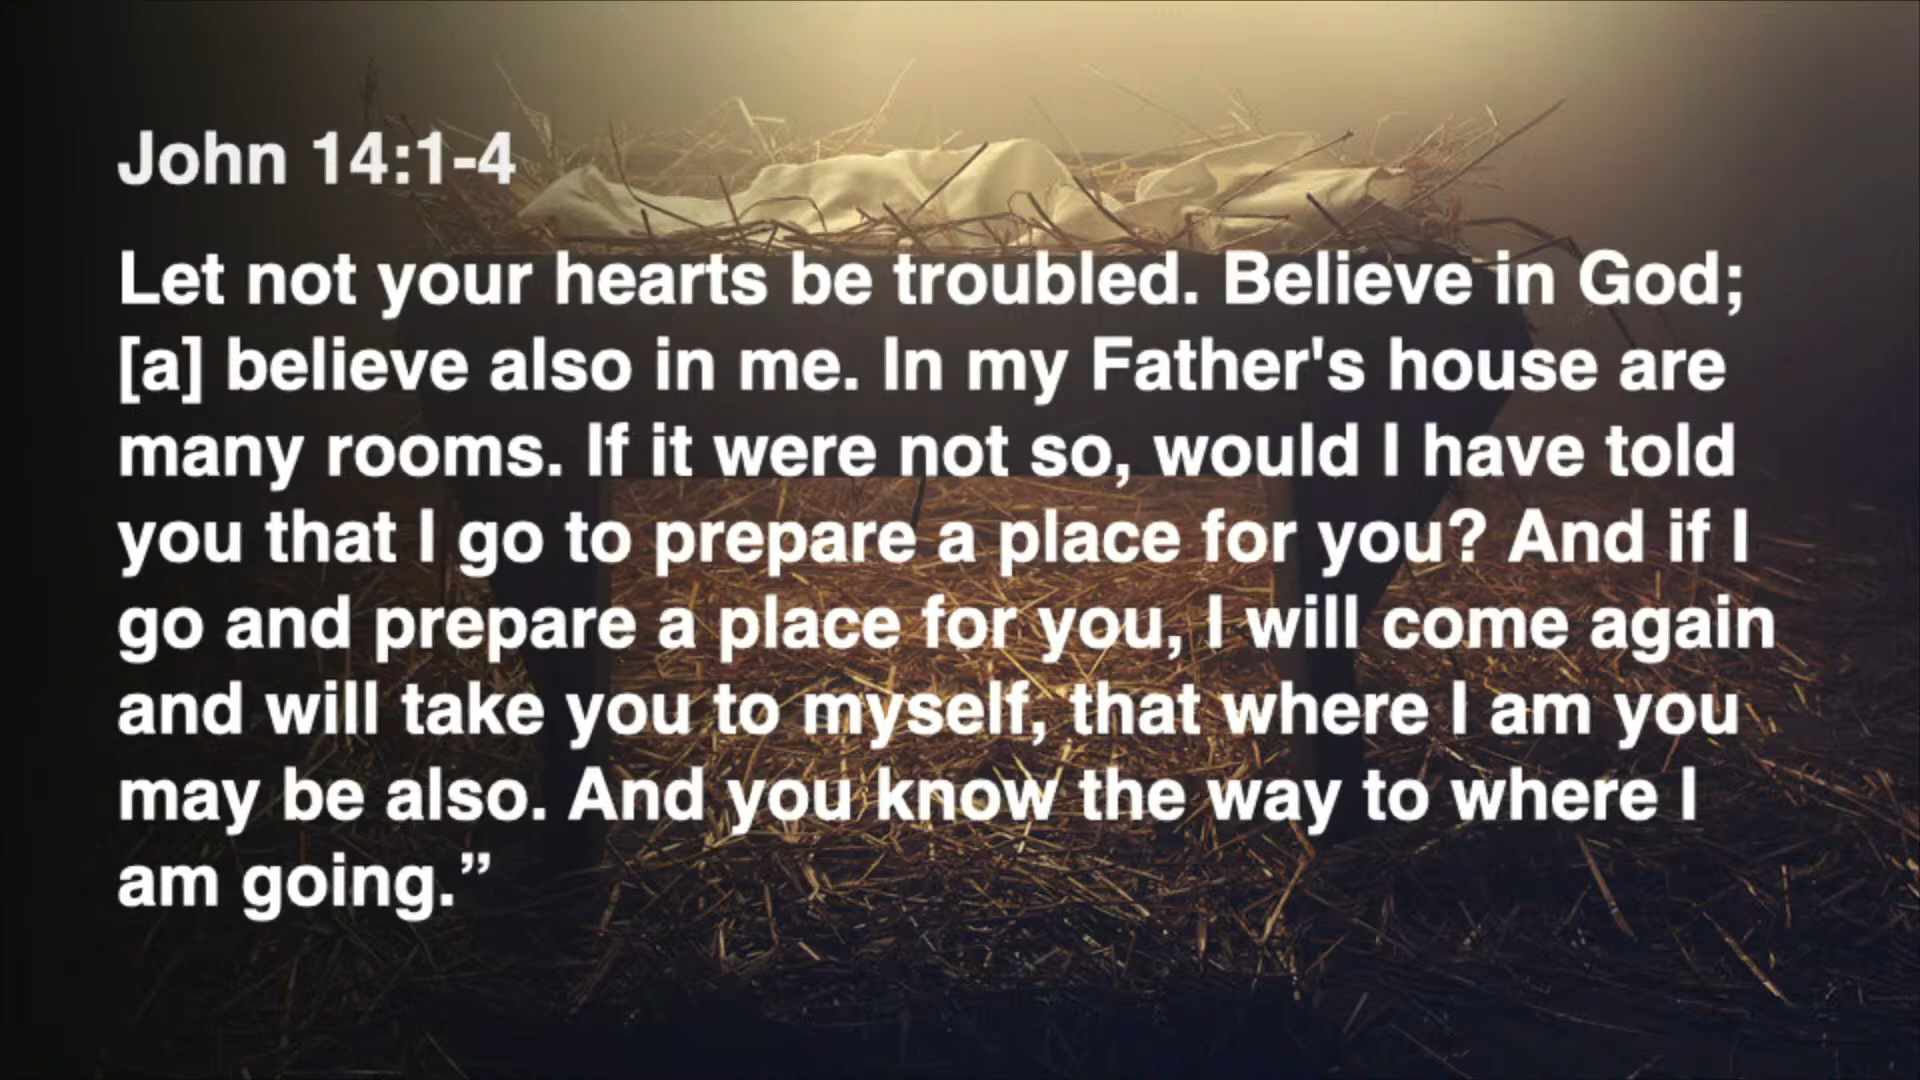 John 14:1-4
Let not your hearts be troubled. Believe in God;
[a] believe also in me. In my Father's house are
many rooms. If it were not so, would I have told
you that I go to prepare a place for you? And if I
go and prepare a place for you, I will come again
and will take you to myself, that where I am you
may be also. And you know the way to where I
am going.”